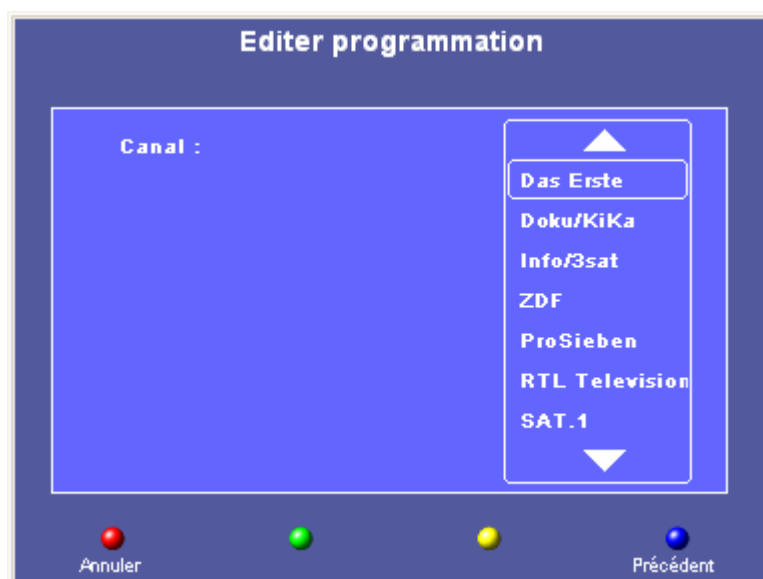 Editer programmation
Canal :
Das Erste
Doku/KiKa
Info/3sat
ZDF
ProSieben
RTL Television
SAT.1
Annuler
Précédent